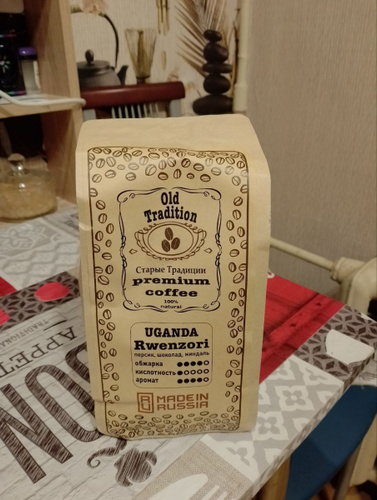 Old
Tradition
Старые Традиции
premium
coffee
100%
natural
UGANDA
Rwenzori
персик, шоколад, миндаль
обжарка
кислотность
аромат
MADE IN
RUSSIA
APPET